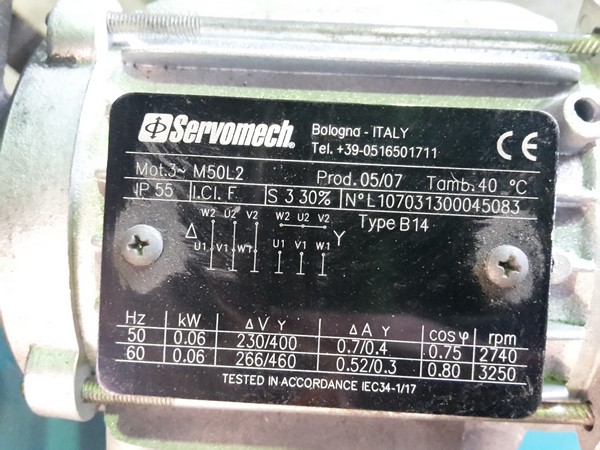 Servomech. Bologna - ITALY
Tel. +39-0516501711
CE
Mot.3~ M50L2 Prod. 05/07 Tamb. 40 °C
IP 55 I.Cl. F S 3 30% N° L107031300045083
Type B14
W2 U2 V2 W2 U2 V2
Δ Y
U1 V1 W1 U1 V1 W1
Hz kW Δ V Y Δ A Y cos φ rpm
50 0.06 230/400 0.7/0.4 0.75 2740
60 0.06 266/460 0.52/0.3 0.80 3250
TESTED IN ACCORDANCE IEC34-1/17